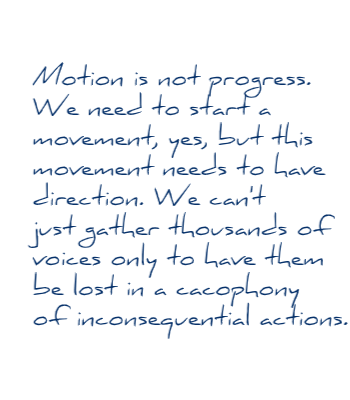 Motion is not progress.
We need to start a
movement, yes, but this
movement needs to have
direction. We can't
just gather thousands of
voices only to have them
be lost in a cacophony
of inconsequential actions.